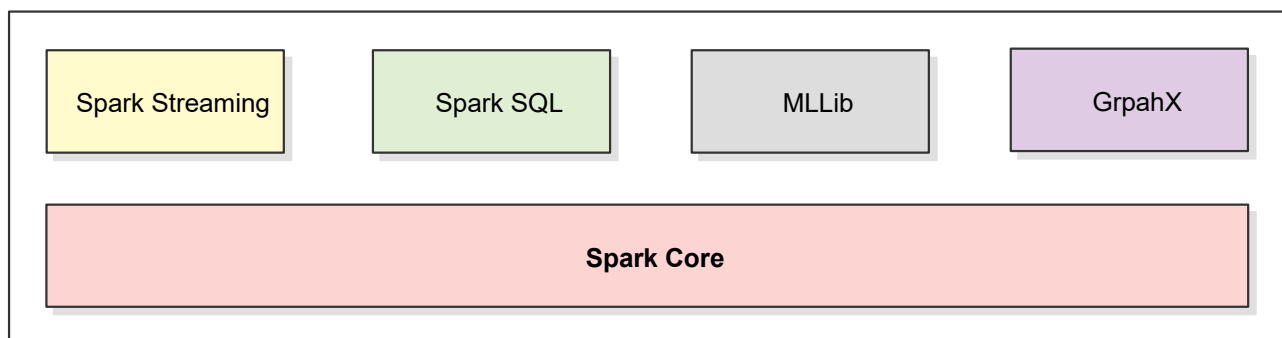 Spark Streaming
Spark SQL
MLLib
GrpahX
Spark Core